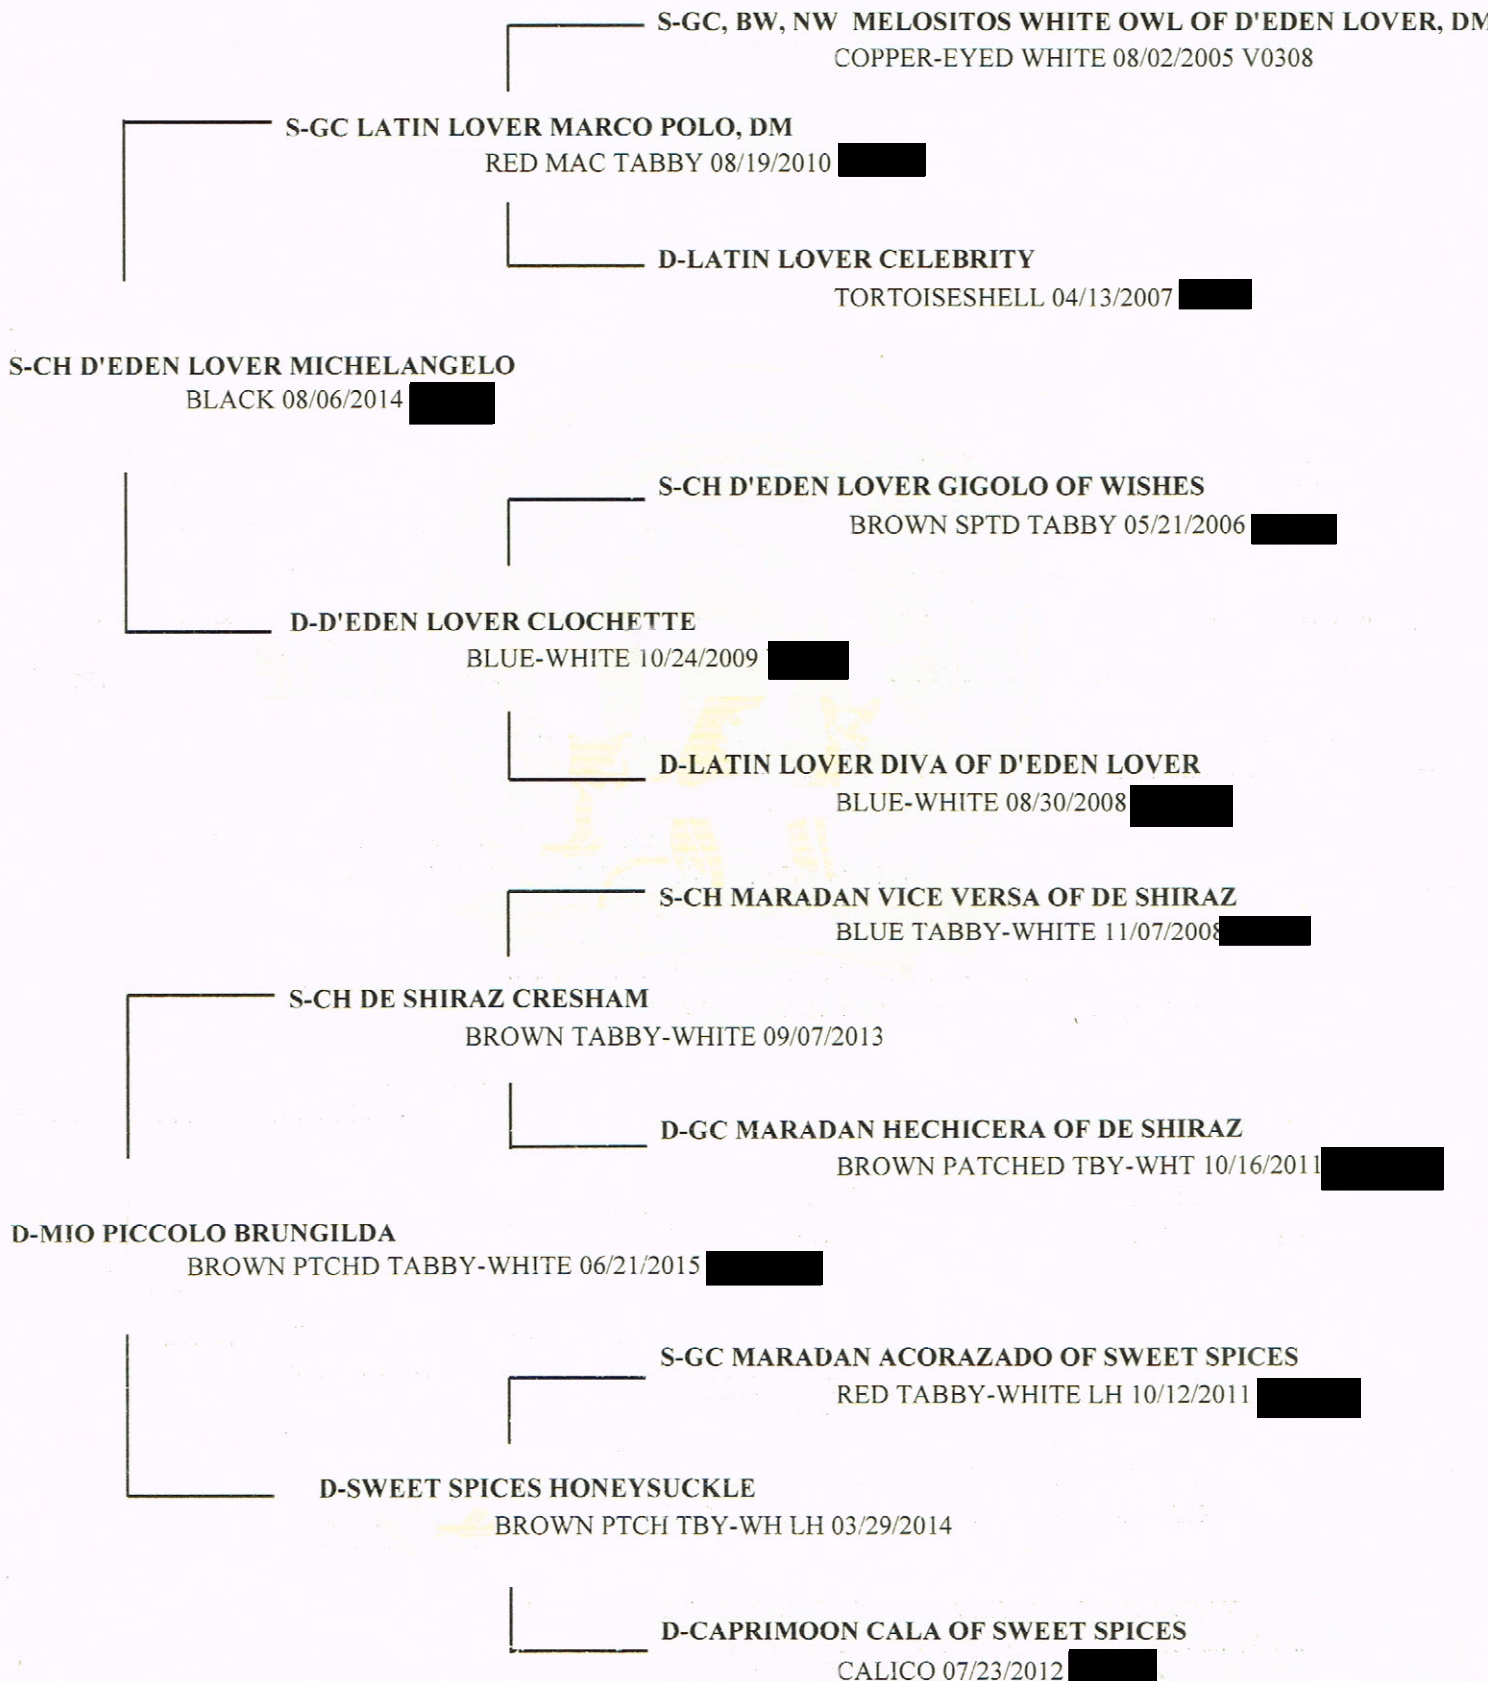 S-GC, BW, NW MELOSITOS WHITE OWL OF D'EDEN LOVER, DM
COPPER-EYED WHITE 08/02/2005 V0308
S-GC LATIN LOVER MARCO POLO, DM
RED MAC TABBY 08/19/2010
D-LATIN LOVER CELEBRITY
TORTOISESHELL 04/13/2007
S-CH D'EDEN LOVER MICHELANGELO
BLACK 08/06/2014
S-CH D'EDEN LOVER GIGOLO OF WISHES
BROWN SPTD TABBY 05/21/2006
D-D'EDEN LOVER CLOCHETTE
BLUE-WHITE 10/24/2009
D-LATIN LOVER DIVA OF D'EDEN LOVER
BLUE-WHITE 08/30/2008
S-CH MARADAN VICE VERSA OF DE SHIRAZ
BLUE TABBY-WHITE 11/07/2008
S-CH DE SHIRAZ CRESHAM
BROWN TABBY-WHITE 09/07/2013
D-GC MARADAN HECHICERA OF DE SHIRAZ
BROWN PATCHED TBY-WHT 10/16/2011
D-MIO PICCOLO BRUNGILDA
BROWN PTCHD TABBY-WHITE 06/21/2015
S-GC MARADAN ACORAZADO OF SWEET SPICES
RED TABBY-WHITE LH 10/12/2011
D-SWEET SPICES HONEYSUCKLE
BROWN PTCH TBY-WH LH 03/29/2014
D-CAPRIMOON CALA OF SWEET SPICES
CALICO 07/23/2012